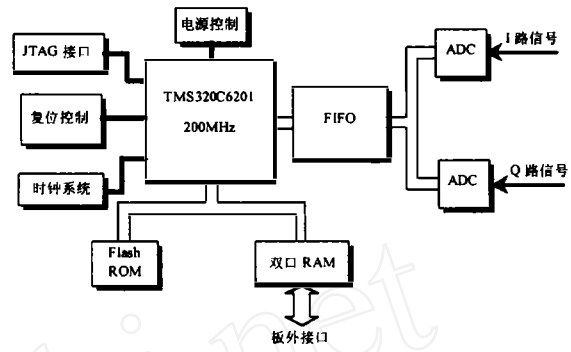 电源控制
JTAG 接口
ADC
I 路信号
TMS320C6201
200MHz
FIFO
复位控制
时钟系统
ADC
Q 路信号
Flash
ROM
双口 RAM
板外接口